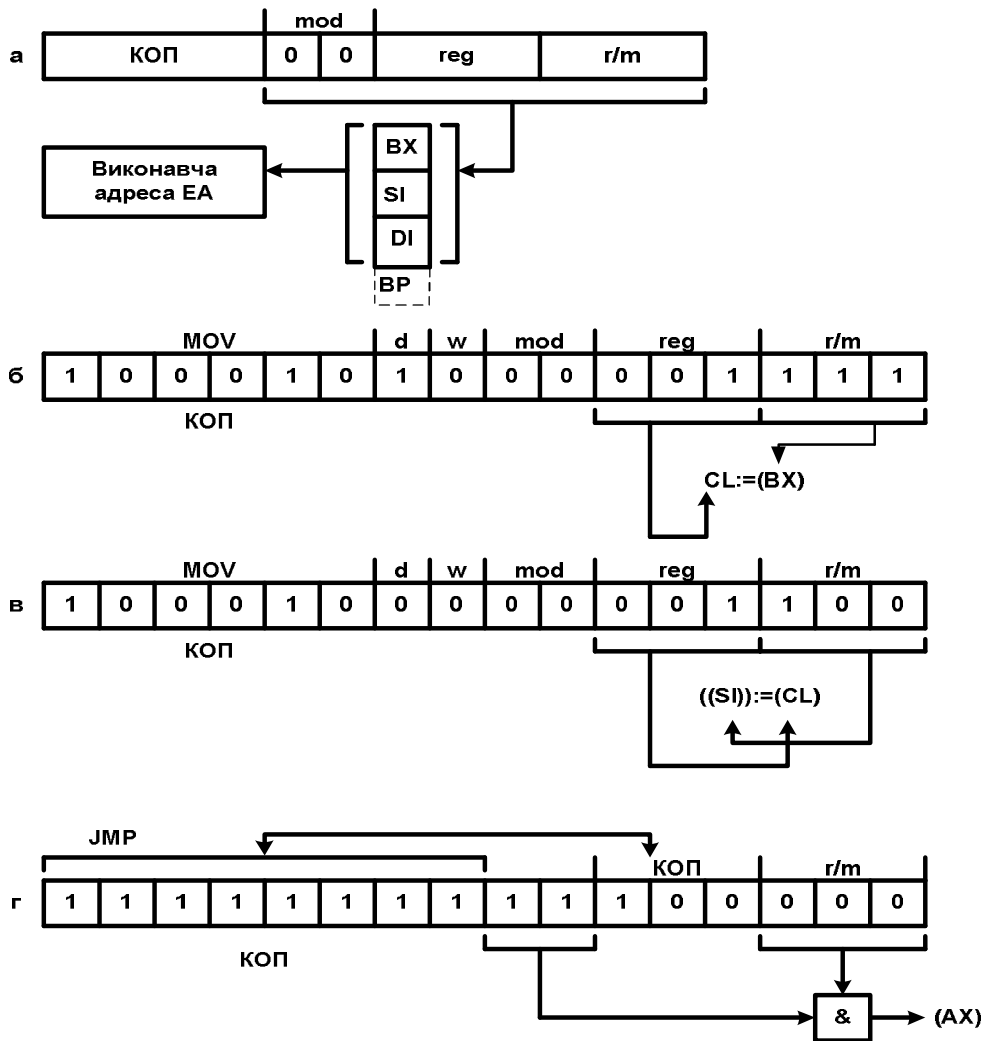 mod
а КОП 0 0 reg r/m
Виконавча
адреса ЕА
BX
SI
DI
BP
MOV d w mod reg r/m
б 1 0 0 0 1 0 1 0 0 0 0 0 1 1 1 1
КОП
CL:=(BX)
MOV d w mod reg r/m
в 1 0 0 0 1 0 0 0 0 0 0 0 1 1 0 0
КОП
((SI)):=(CL)
JMP
КОП r/m
г 1 1 1 1 1 1 1 1 1 1 1 0 0 0 0 0
КОП
& (AX)